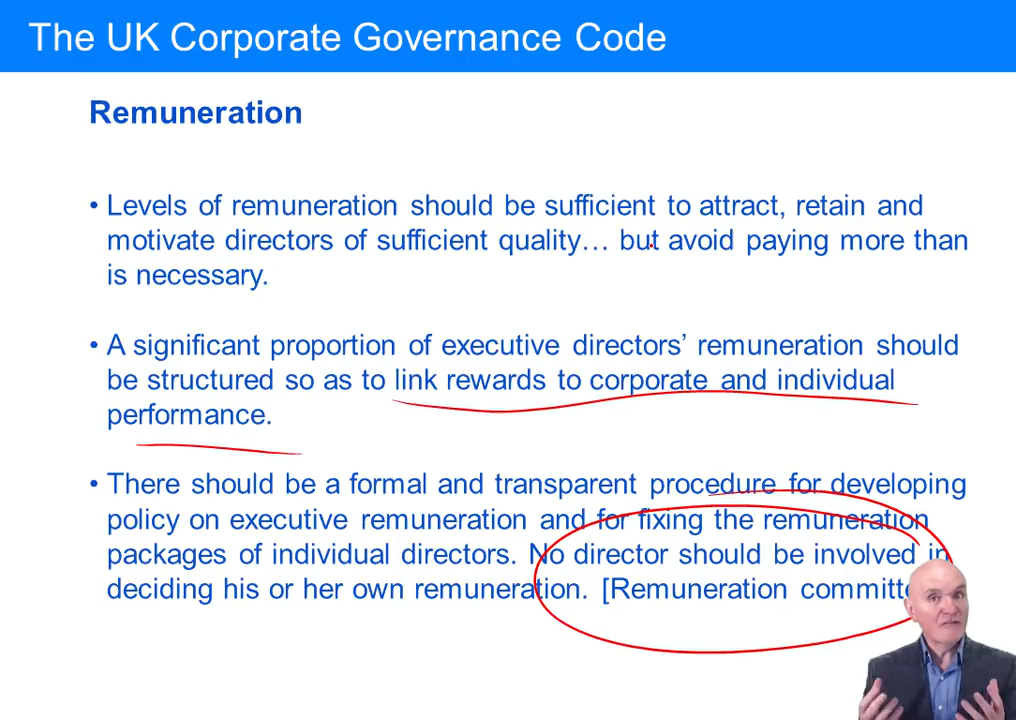 The UK Corporate Governance Code
Remuneration
• Levels of remuneration should be sufficient to attract, retain and
motivate directors of sufficient quality… but avoid paying more than
is necessary.
• A significant proportion of executive directors’ remuneration should
be structured so as to link rewards to corporate and individual
performance.
• There should be a formal and transparent procedure for developing
policy on executive remuneration and for fixing the remuneration
packages of individual directors. No director should be involved in
deciding his or her own remuneration. [Remuneration